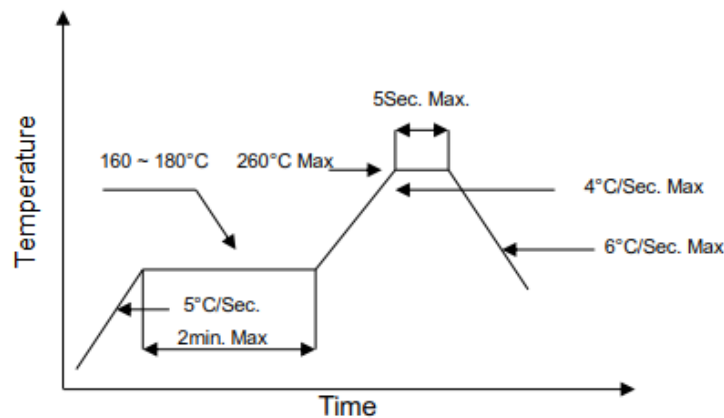 5Sec. Max.
160 ~ 180°C
260°C Max
4°C/Sec. Max
6°C/Sec. Max
5°C/Sec.
2min. Max
Temperature
Time